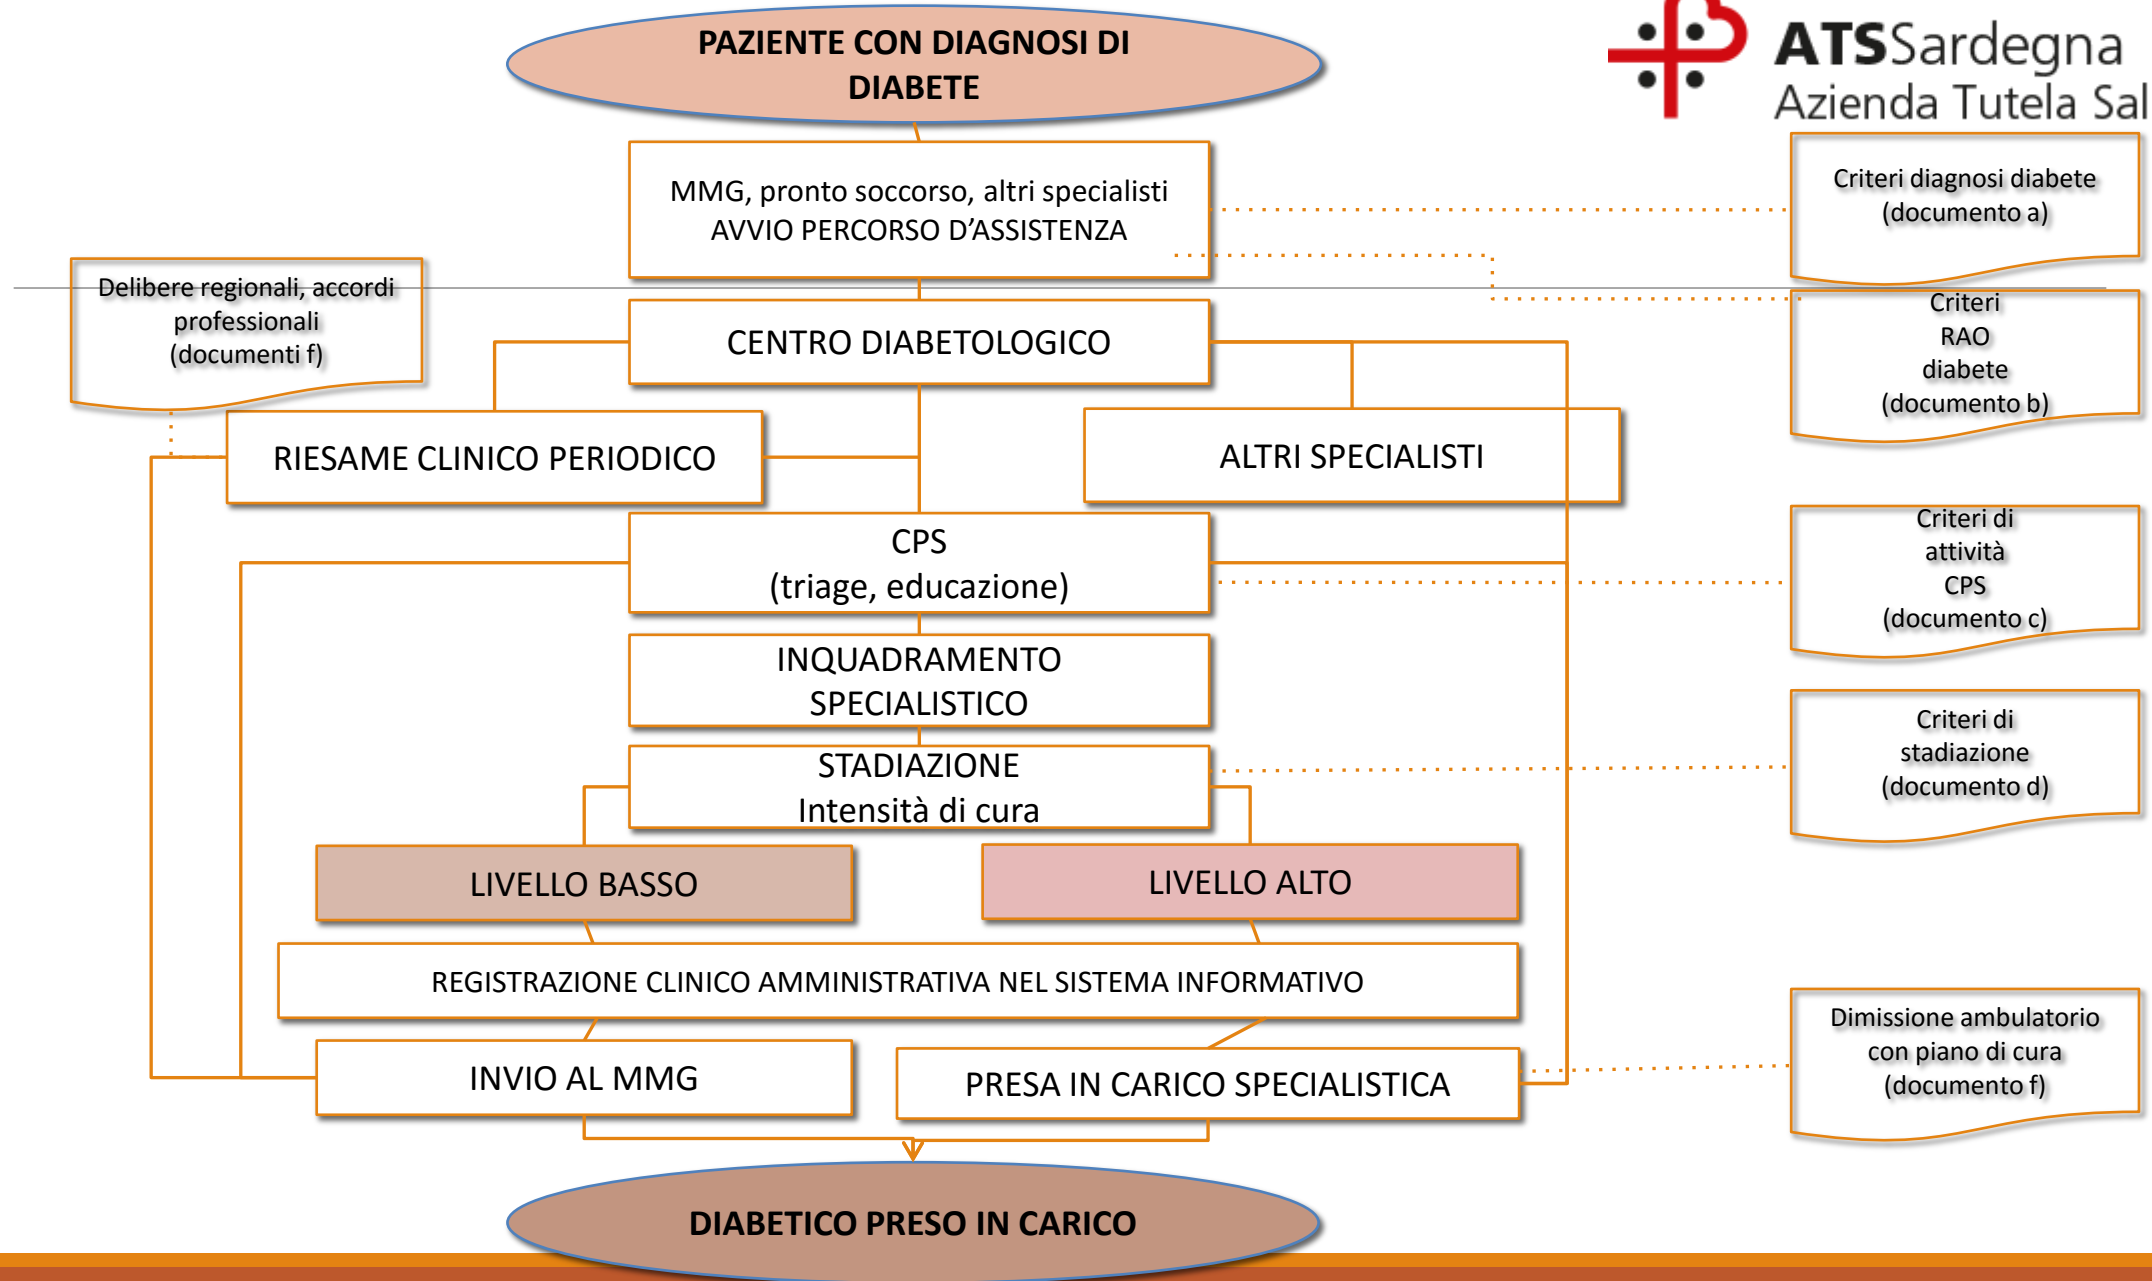 PAZIENTE CON DIAGNOSI DI
DIABETE
ATSSardegna
Azienda Tutela Sal
MMG, pronto soccorso, altri specialisti
AVVIO PERCORSO D'ASSISTENZA
Criteri diagnosi diabete
(documento a)
Delibere regionali, accordi
professionali
(documenti f)
CENTRO DIABETOLOGICO
Criteri
RAO
diabete
(documento b)
RIESAME CLINICO PERIODICO
ALTRI SPECIALISTI
CPS
(triage, educazione)
Criteri di
attività
CPS
(documento c)
INQUADRAMENTO
SPECIALISTICO
STADIAZIONE
Intensità di cura
Criteri di
stadiazione
(documento d)
LIVELLO BASSO
LIVELLO ALTO
REGISTRAZIONE CLINICO AMMINISTRATIVA NEL SISTEMA INFORMATIVO
INVIO AL MMG
PRESA IN CARICO SPECIALISTICA
Dimissione ambulatorio
con piano di cura
(documento f)
DIABETICO PRESO IN CARICO